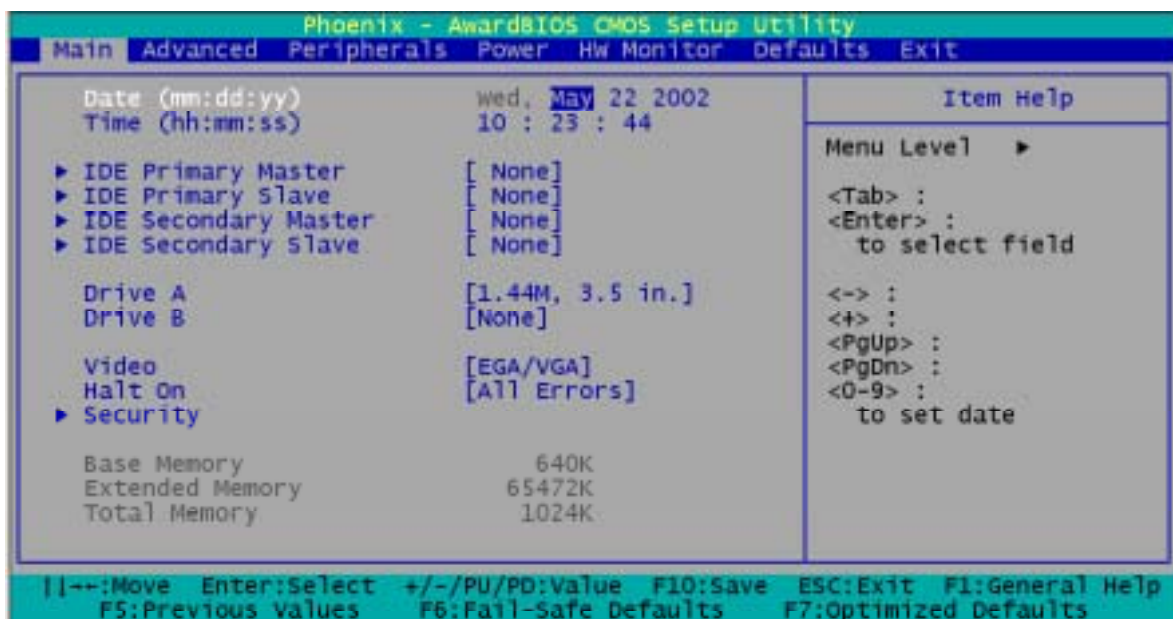 Phoenix - AwardBIOS CMOS Setup Utility
Main Advanced Peripherals Power HW Monitor Defaults Exit
Date (mm:dd:yy) Wed, May 22 2002
Time (hh:mm:ss) 10 : 23 : 44
▶ IDE Primary Master [ None]
▶ IDE Primary Slave [ None]
▶ IDE Secondary Master [ None]
▶ IDE Secondary Slave [ None]
Drive A [1.44M, 3.5 in.]
Drive B [None]
Video [EGA/VGA]
Halt On [All Errors]
▶ Security
Base Memory 640K
Extended Memory 65472K
Total Memory 1024K
Item Help
Menu Level ▶
<Tab> :
<Enter> :
to select field
<-> :
<+> :
<PgUp> :
<PgDn> :
<0-9> :
to set date
||→←:Move Enter:Select +/-/PU/PD:Value F10:Save ESC:Exit F1:General Help
F5:Previous Values F6:Fail-Safe Defaults F7:Optimized Defaults